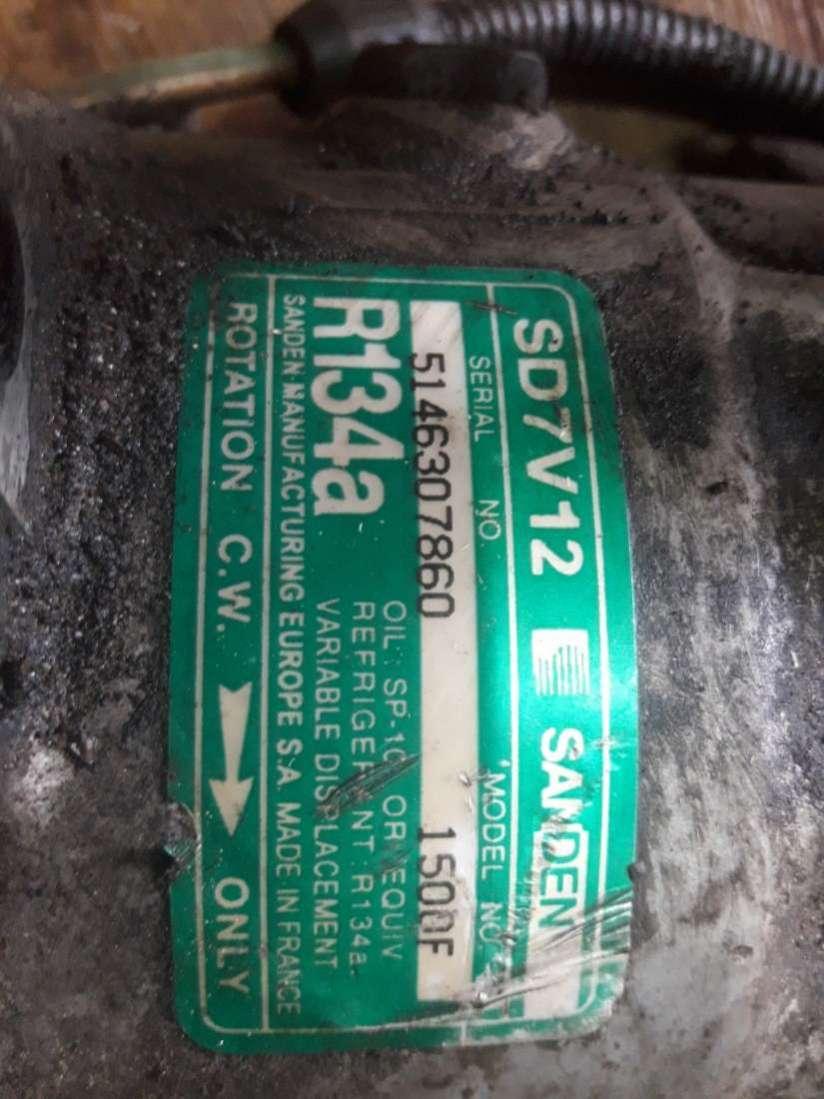 SD7V12 SANDEN
SERIAL NO. MODEL NO.
5146307860 1500F
R134a
OIL : SP-10 OR EQUIV
REFRIGERANT : R134a.
VARIABLE DISPLACEMENT
SANDEN MANUFACTURING EUROPE S.A. MADE IN FRANCE
ROTATION C.W. ONLY